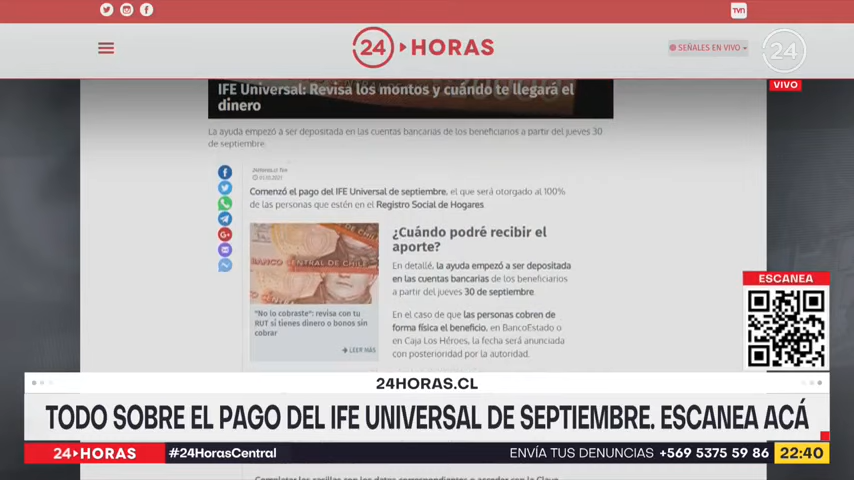 TVN
24 HORAS
SEÑALES EN VIVO
24
VIVO
IFE Universal: Revisa los montos y cuándo te llegará el
dinero
La ayuda empezó a ser depositada en las cuentas bancarias de los beneficiarios a partir del jueves 30
de septiembre.
Comenzó el pago del IFE Universal de septiembre, el que será otorgado al 100%
de las personas que estén en el Registro Social de Hogares
BANCO CENTRAL DE CHILE
"No lo cobraste": revisa con tu
RUT si tienes dinero o bonos sin
cobrar
LEER MÁS
¿Cuándo podré recibir el
aporte?
En detallé, la ayuda empezó a ser depositada
en las cuentas bancarias de los beneficiarios
a partir del jueves 30 de septiembre.
En el caso de que las personas cobren de
forma física el beneficio, en BancoEstado o
en Caja Los Héroes, la fecha será anunciada
con posterioridad por la autoridad.
ESCANEA
24HORAS.CL
TODO SOBRE EL PAGO DEL IFE UNIVERSAL DE SEPTIEMBRE. ESCANEA ACÁ
24 HORAS
#24HorasCentral
ENVÍA TUS DENUNCIAS +569 5375 59 86
22:40